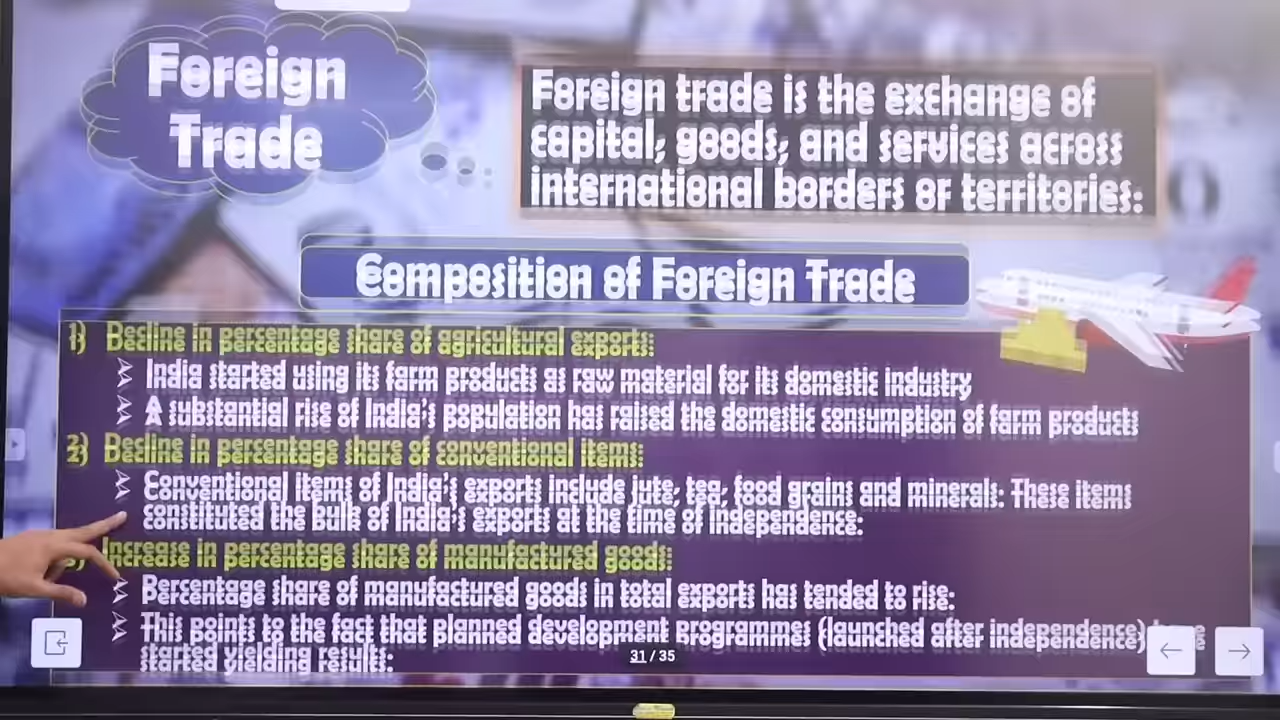 Foreign
Trade
Foreign trade is the exchange of
capital, goods, and services across
international borders or territories.
Composition of Foreign Trade
1) Decline in percentage share of agricultural exports:
➢ India started using its farm products as raw material for its domestic industry
➢ A substantial rise of India's population has raised the domestic consumption of farm products
2) Decline in percentage share of conventional items:
➢ Conventional items of India's exports include jute, tea, food grains and minerals. These items
constituted the bulk of India's exports at the time of independence.
Increase in percentage share of manufactured goods:
➢ Percentage share of manufactured goods in total exports has tended to rise.
➢ This points to the fact that planned development programmes (launched after independence)
started yielding results.
31 / 35